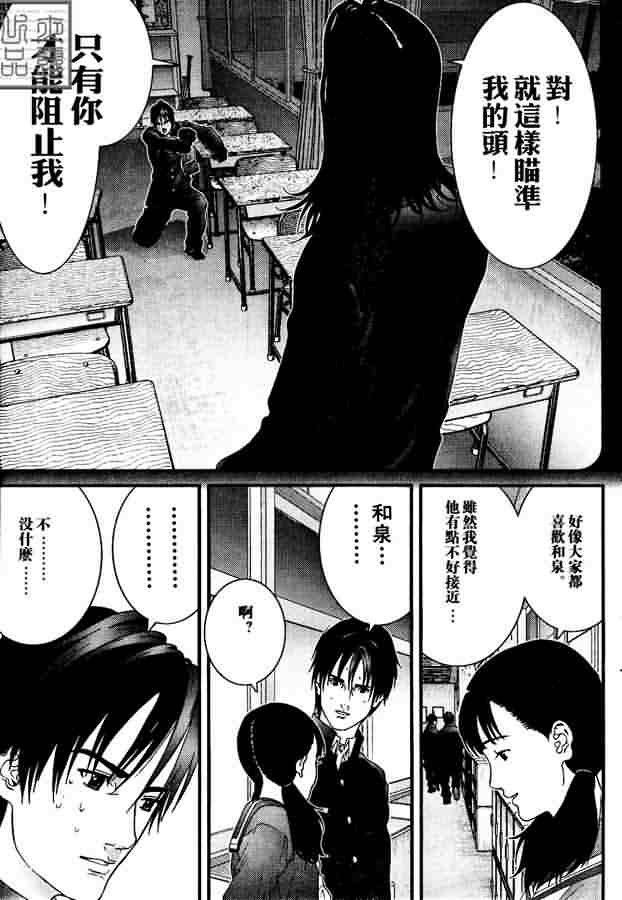 對！
就這樣瞄準
我的頭！
只有你
才能阻止我！
好像大家都
喜歡和泉。
雖然我覺得
他有點不好接近…
和泉…
………
啊？
………
………
不………
沒什麼……